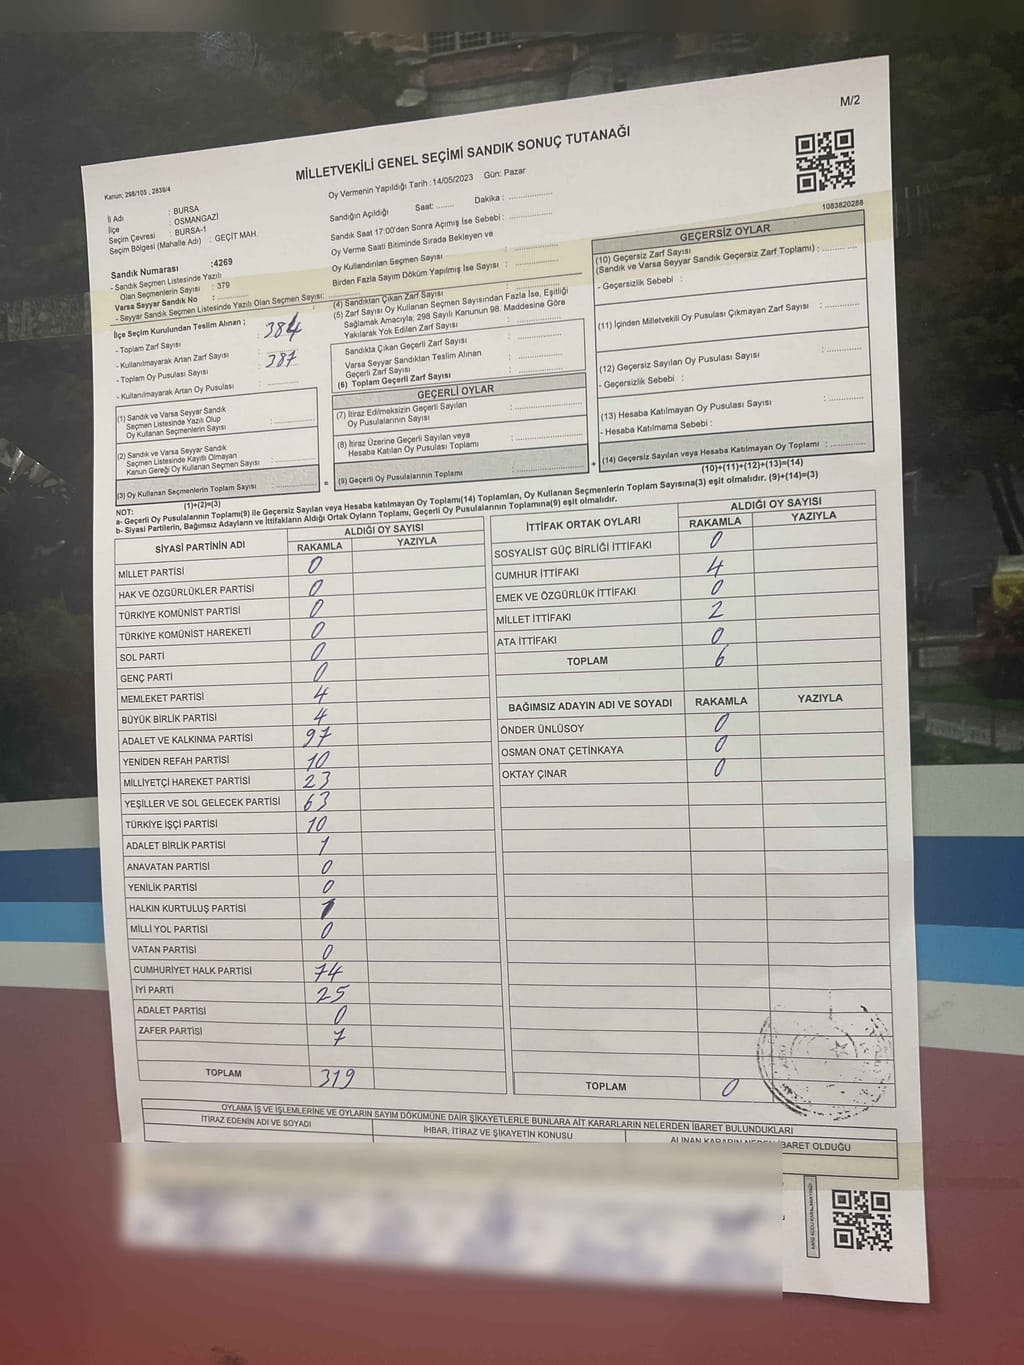 M/2
MİLLETVEKİLİ GENEL SEÇİMİ SANDIK SONUÇ TUTANAĞI
Kanun; 298/105 , 2839/4
İl Adı : BURSA
İlçe : OSMANGAZİ
Seçim Çevresi : BURSA-1
Seçim Bölgesi (Mahalle Adı) : GEÇİT MAH.
Sandık Numarası :4269
- Sandık Seçmen Listesinde Yazılı
Olan Seçmenlerin Sayısı : 379
Varsa Seyyar Sandık No : ............
- Seyyar Sandık Seçmen Listesinde Yazılı Olan Seçmen Sayısı: ............
Oy Vermenin Yapıldığı Tarih : 14/05/2023 Gün: Pazar
Sandığın Açıldığı Saat: ....... Dakika : ............
Sandık Saat 17:00'den Sonra Açımış İse Sebebi : ............
Oy Verme Saati Bitiminde Sırada Bekleyen ve
Oy Kullandırılan Seçmen Sayısı : ............
Birden Fazla Sayım Döküm Yapılmış İse Sayısı : ............
1083820288
İlçe Seçim Kurulundan Teslim Alınan ;
- Toplam Zarf Sayısı : 384
- Kullanılmayarak Artan Zarf Sayısı : ............
- Toplam Oy Pusulası Sayısı : 387
- Kullanılmayarak Artan Oy Pusulası : ............
(1) Sandık ve Varsa Seyyar Sandık
Seçmen Listesinde Yazılı Olup
Oy Kullanan Seçmenlerin Sayısı : ............
(2) Sandık ve Varsa Seyyar Sandık
Seçmen Listesinde Kayıtlı Olmayan
Kanun Gereği Oy Kullanan Seçmen Sayısı : ............
(3) Oy Kullanan Seçmenlerin Toplam Sayısı : ............
(1)+(2)=(3)
(4) Sandıktan Çıkan Zarf Sayısı : ............
(5) Zarf Sayısı Oy Kullanan Seçmen Sayısından Fazla İse, Eşitliği
Sağlamak Amacıyla; 298 Sayılı Kanunun 98. Maddesine Göre
Yakılarak Yok Edilen Zarf Sayısı : ............
Sandıkta Çıkan Geçerli Zarf Sayısı : ............
Varsa Seyyar Sandıktan Teslim Alınan
Geçerli Zarf Sayısı : ............
(6) Toplam Geçerli Zarf Sayısı : ............
GEÇERLİ OYLAR
(7) İtiraz Edilmeksizin Geçerli Sayılan
Oy Pusulalarının Sayısı : ............
(8) İtiraz Üzerine Geçerli Sayılan veya
Hesaba Katılan Oy Pusulası Toplamı : ............
(9) Geçerli Oy Pusulalarının Toplamı : ............
GEÇERSİZ OYLAR
(10) Geçersiz Zarf Sayısı
(Sandık ve Varsa Seyyar Sandık Geçersiz Zarf Toplamı) : ............
- Geçersizlik Sebebi :
(11) İçinden Milletvekili Oy Pusulası Çıkmayan Zarf Sayısı : ............
(12) Geçersiz Sayılan Oy Pusulası Sayısı : ............
- Geçersizlik Sebebi :
(13) Hesaba Katılmayan Oy Pusulası Sayısı : ............
- Hesaba Katılmama Sebebi :
(14) Geçersiz Sayılan veya Hesaba Katılmayan Oy Toplamı : ............
(10)+(11)+(12)+(13)=(14)
NOT:
a- Geçerli Oy Pusulalarının Toplamı(9) ile Geçersiz Sayılan veya Hesaba katılmayan Oy Toplamı(14) Toplamları, Oy Kullanan Seçmenlerin Toplam Sayısına(3) eşit olmalıdır. (9)+(14)=(3)
b- Siyasi Partilerin, Bağımsız Adayların ve İttifakların Aldığı Ortak Oyların Toplamı, Geçerli Oy Pusulalarının Toplamına(9) eşit olmalıdır.
SİYASİ PARTİNİN ADI ALDIĞI OY SAYISI
RAKAMLA YAZIYLA
MİLLET PARTİSİ 0
HAK VE ÖZGÜRLÜKLER PARTİSİ 0
TÜRKİYE KOMÜNİST PARTİSİ 0
TÜRKİYE KOMÜNİST HAREKETİ 0
SOL PARTİ 0
GENÇ PARTİ 0
MEMLEKET PARTİSİ 4
BÜYÜK BİRLİK PARTİSİ 4
ADALET VE KALKINMA PARTİSİ 97
YENİDEN REFAH PARTİSİ 10
MİLLİYETÇİ HAREKET PARTİSİ 23
YEŞİLLER VE SOL GELECEK PARTİSİ 63
TÜRKİYE İŞÇİ PARTİSİ 10
ADALET BİRLİK PARTİSİ 1
ANAVATAN PARTİSİ 0
YENİLİK PARTİSİ 0
HALKIN KURTULUŞ PARTİSİ 1
MİLLİ YOL PARTİSİ 0
VATAN PARTİSİ 0
CUMHURİYET HALK PARTİSİ 74
İYİ PARTİ 25
ADALET PARTİSİ 0
ZAFER PARTİSİ 7
TOPLAM 319
İTTİFAK ORTAK OYLARI ALDIĞI OY SAYISI
RAKAMLA YAZIYLA
SOSYALİST GÜÇ BİRLİĞİ İTTİFAKI 0
CUMHUR İTTİFAKI 4
EMEK VE ÖZGÜRLÜK İTTİFAKI 0
MİLLET İTTİFAKI 2
ATA İTTİFAKI 0
TOPLAM 6
BAĞIMSIZ ADAYIN ADI VE SOYADI RAKAMLA YAZIYLA
ÖNDER ÜNLÜSOY 0
OSMAN ONAT ÇETİNKAYA 0
OKTAY ÇINAR 0
TOPLAM 0
OYLAMA İŞ VE İŞLEMLERİNE VE OYLARIN SAYIM DÖKÜMÜNE DAİR ŞİKAYETLERLE BUNLARA AİT KARARLARIN NELERDEN İBARET BULUNDUKLARI
İTİRAZ EDENİN ADI VE SOYADI İHBAR, İTİRAZ VE ŞİKAYETİN KONUSU ALINAN KARARIN NEDEN İBARET OLDUĞU